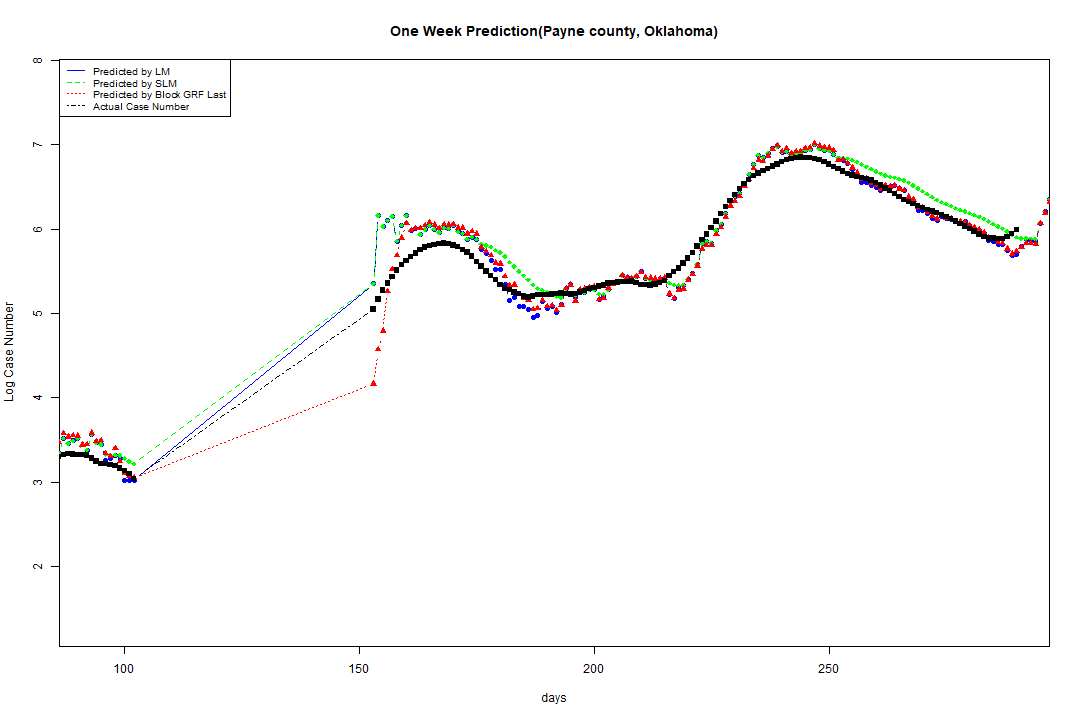 One Week Prediction(Payne county, Oklahoma)
8
Predicted by LM
Predicted by SLM
Predicted by Block GRF Last
Actual Case Number
7
6
5
4
3
2
Log Case Number
100 150 200 250
days